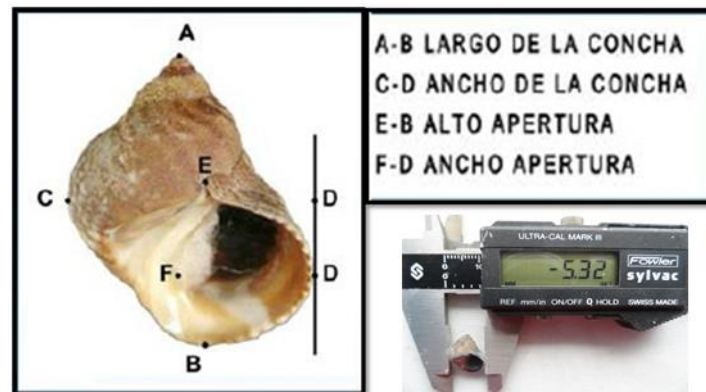 A
E
C
D
F
D
B
A-B LARGO DE LA CONCHA
C-D ANCHO DE LA CONCHA
E-B ALTO APERTURA
F-D ANCHO APERTURA
ULTRA-CAL MARK III
-5.32
Fowler
sylvac
REF mm/in ON/OFF O HOLD SWISS MADE